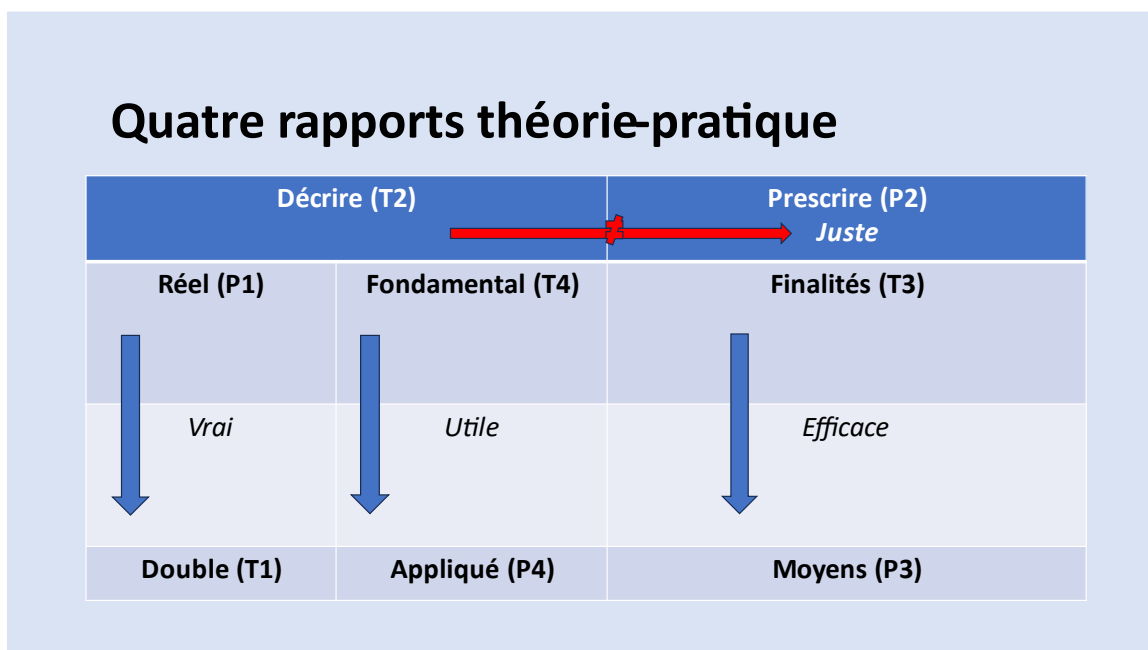 Quatre rapports théorie-pratique
Décrire (T2)
Prescrire (P2)
Juste
≠
Réel (P1)
Fondamental (T4)
Finalités (T3)
Vrai
Utile
Efficace
Double (T1)
Appliqué (P4)
Moyens (P3)